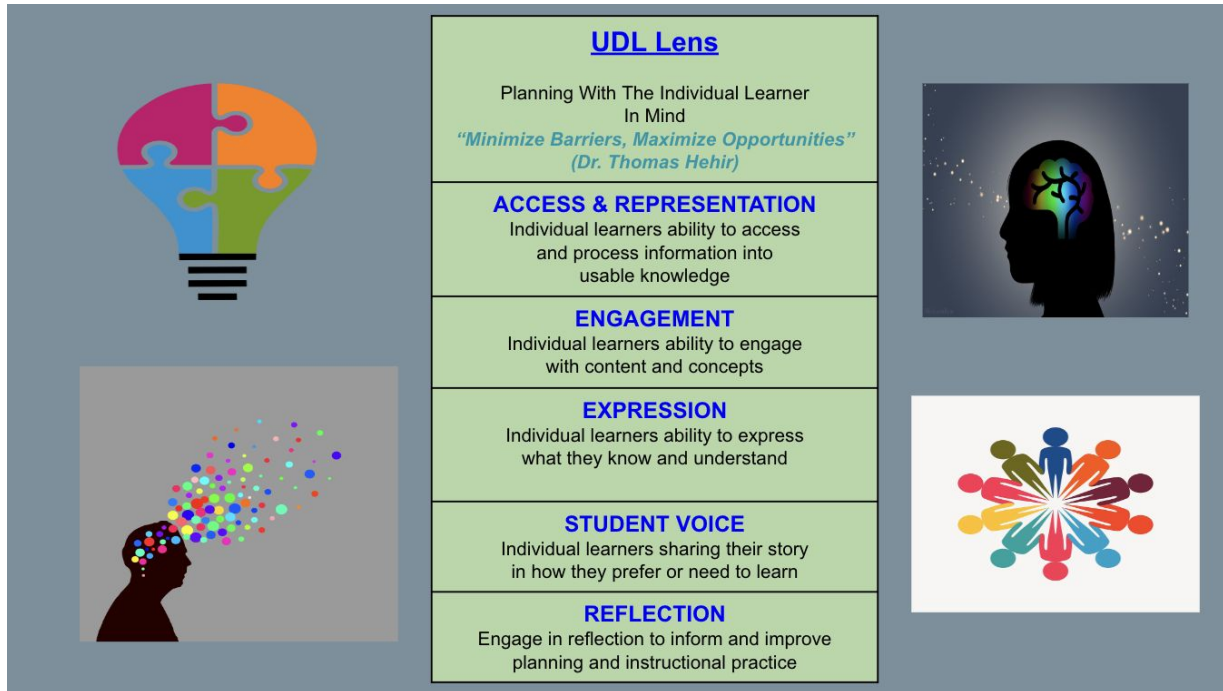 UDL Lens
Planning With The Individual Learner
In Mind
“Minimize Barriers, Maximize Opportunities”
(Dr. Thomas Hehir)
ACCESS & REPRESENTATION
Individual learners ability to access
and process information into
usable knowledge
ENGAGEMENT
Individual learners ability to engage
with content and concepts
EXPRESSION
Individual learners ability to express
what they know and understand
STUDENT VOICE
Individual learners sharing their story
in how they prefer or need to learn
REFLECTION
Engage in reflection to inform and improve
planning and instructional practice